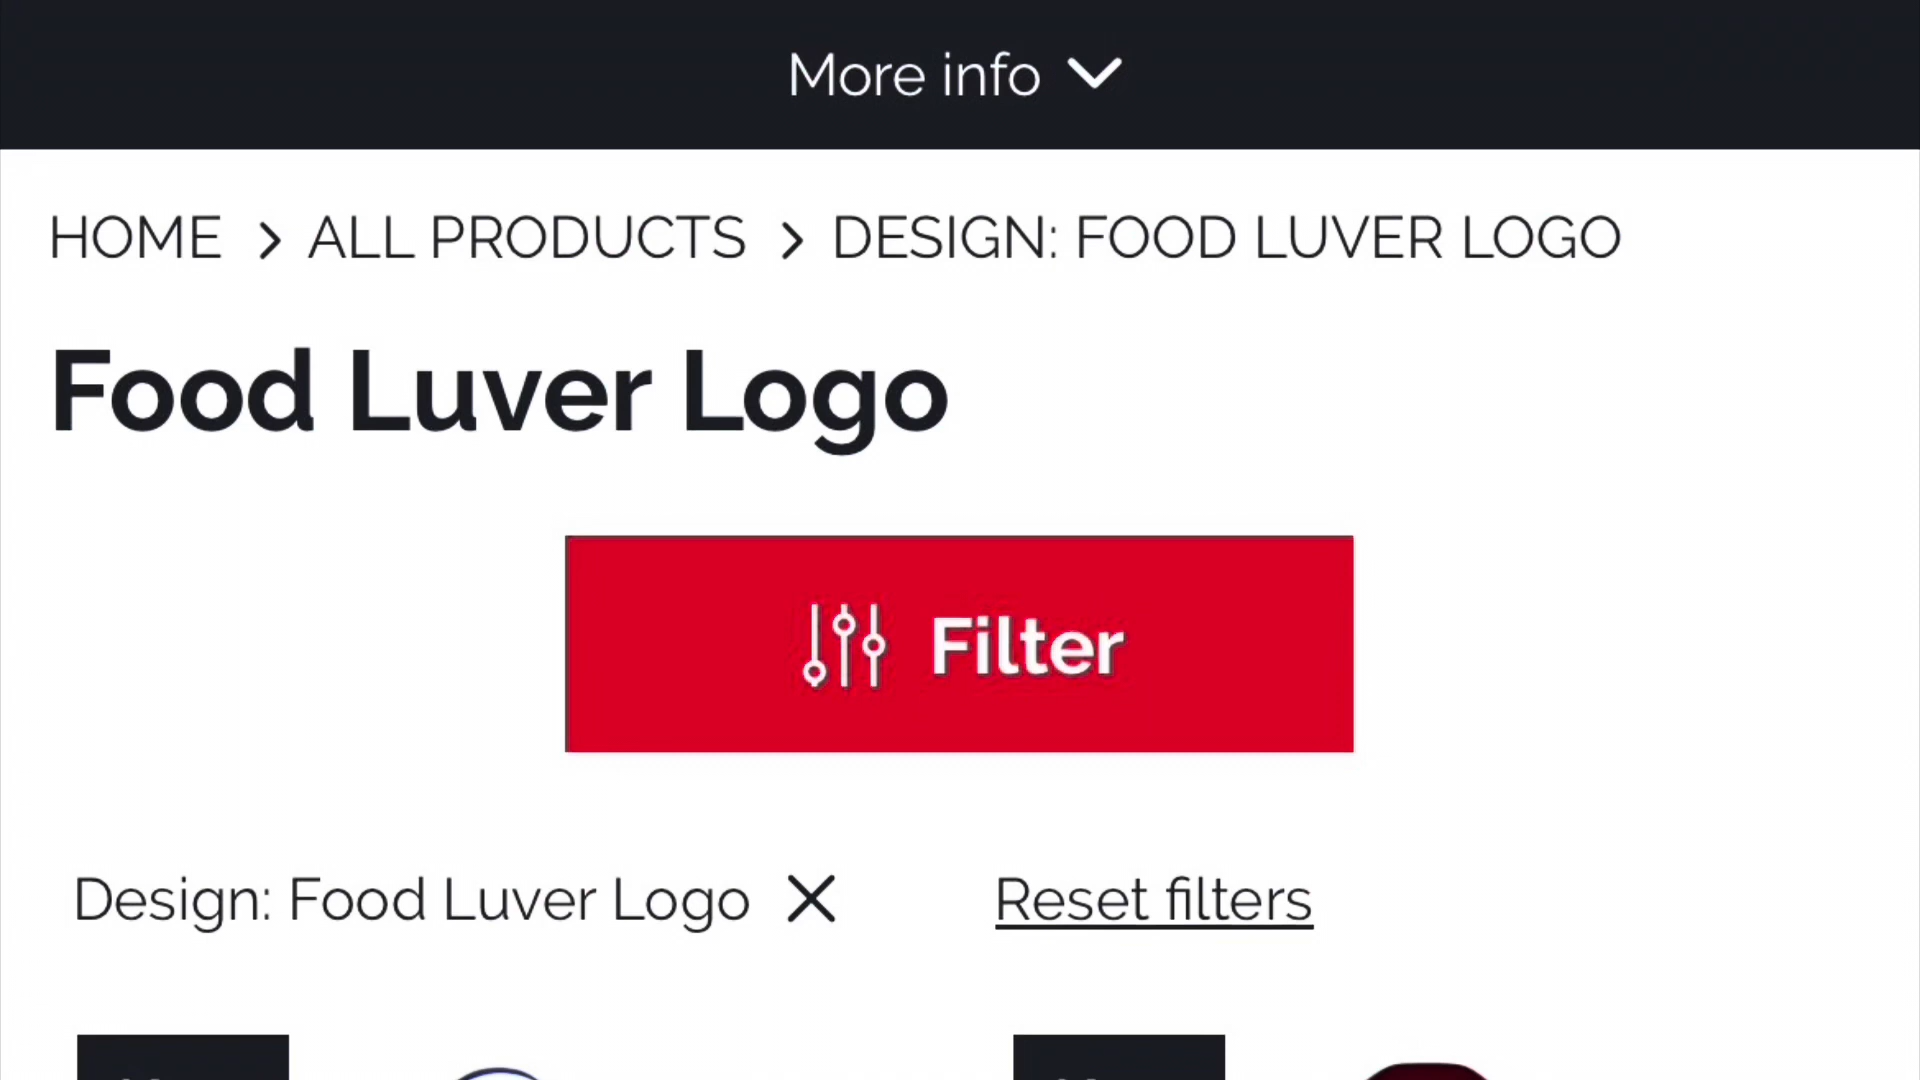 More info
HOME > ALL PRODUCTS > DESIGN: FOOD LUVER LOGO
Food Luver Logo
Filter
Design: Food Luver Logo
Reset filters